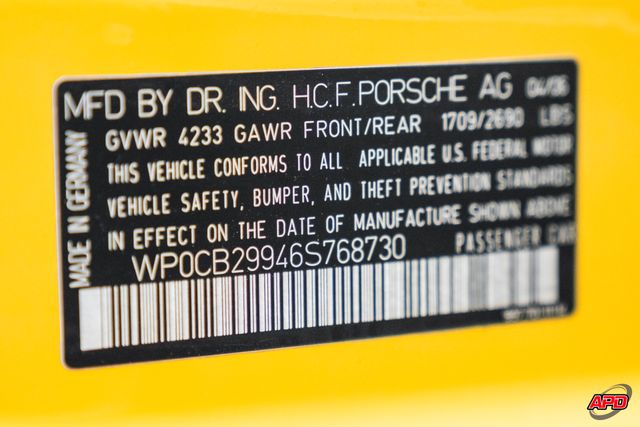 MFD BY DR. ING. H.C.F. PORSCHE AG 04/06
GVWR 4233 GAWR FRONT/REAR 1709/2690 LBS
THIS VEHICLE CONFORMS TO ALL APPLICABLE U.S. FEDERAL MOTOR
VEHICLE SAFETY, BUMPER, AND THEFT PREVENTION STANDARDS
IN EFFECT ON THE DATE OF MANUFACTURE SHOWN ABOVE
WP0CB29946S768730 PASSENGER CAR
MADE IN GERMANY
APD